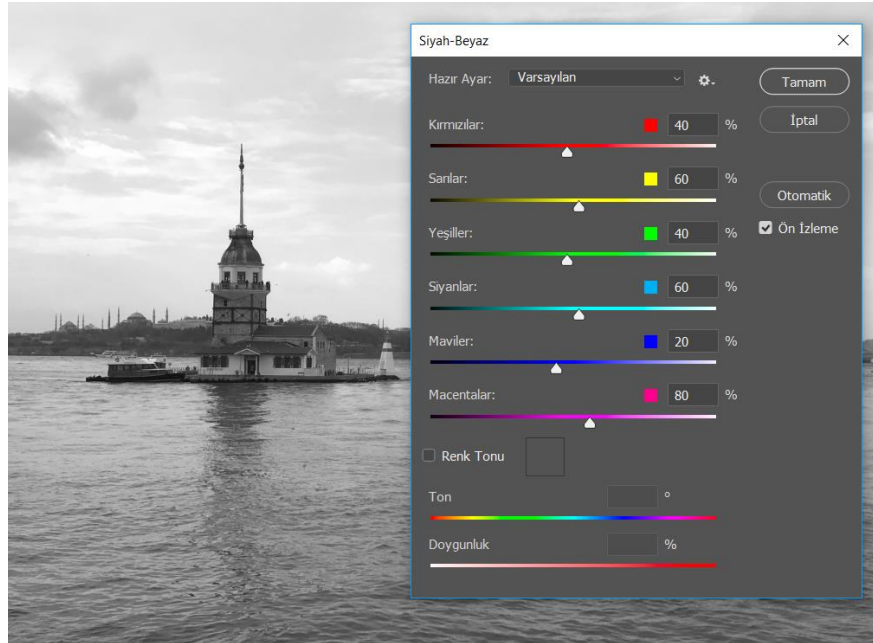 Siyah-Beyaz
Hazır Ayar: Varsayılan
Tamam
Kırmızılar: 40 %
İptal
Sarılar: 60 %
Otomatik
Yeşiller: 40 %
Ön İzleme
Siyanlar: 60 %
Maviler: 20 %
Macentalar: 80 %
Renk Tonu
Ton °
Doygunluk %